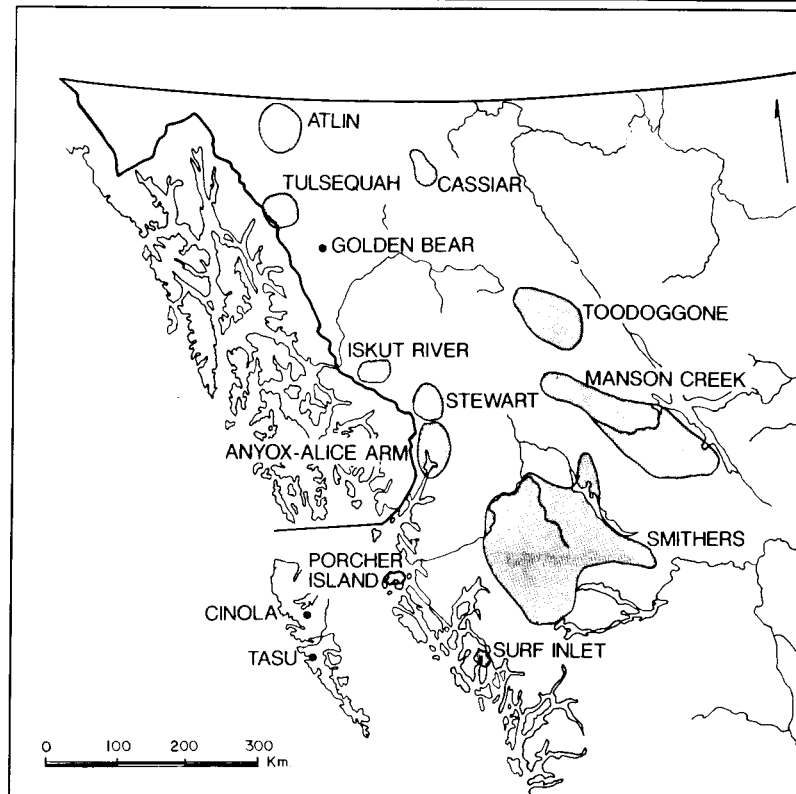 ATLIN
CASSIAR
TULSEQUAH
GOLDEN BEAR
TOODOGGONE
ISKUT RIVER
MANSON CREEK
STEWART
ANYOX-ALICE ARM
SMITHERS
PORCHER
ISLAND
CINOLA
SURF INLET
TASU
0 100 200 300
Km.